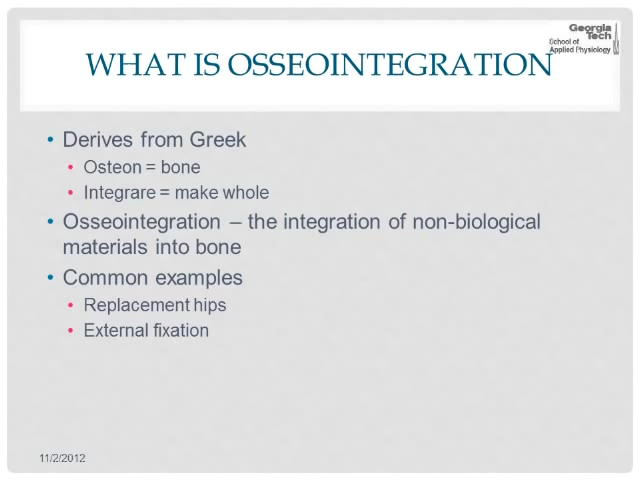 Georgia
Tech
School of
Applied Physiology
WHAT IS OSSEOINTEGRATION
• Derives from Greek
• Osteon = bone
• Integrare = make whole
• Osseointegration – the integration of non-biological
materials into bone
• Common examples
• Replacement hips
• External fixation
11/2/2012